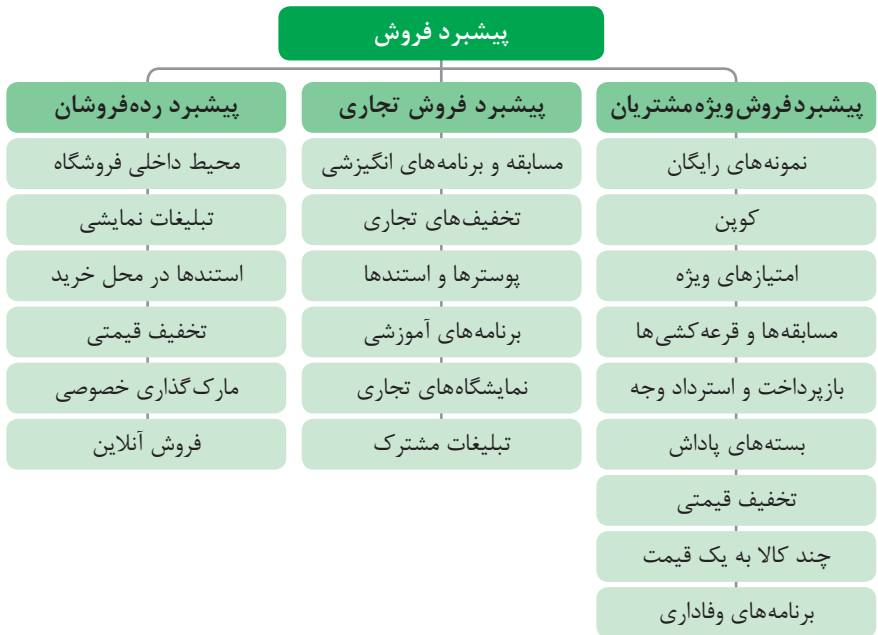 پیشبرد فروش
پیشبرد فروش ویژه مشتریان
نمونه‌های رایگان
کوپن
امتیازهای ویژه
مسابقه‌ها و قرعه‌کشی‌ها
بازپرداخت و استرداد وجه
بسته‌های پاداش
تخفیف قیمتی
چند کالا به یک قیمت
برنامه‌های وفاداری
پیشبرد فروش تجاری
مسابقه و برنامه‌های انگیزشی
تخفیف‌های تجاری
پوسترها و استندها
برنامه‌های آموزشی
نمایشگاه‌های تجاری
تبلیغات مشترک
پیشبرد رده‌فروشان
محیط داخلی فروشگاه
تبلیغات نمایشی
استندها در محل خرید
تخفیف قیمتی
مارک‌گذاری خصوصی
فروش آنلاین